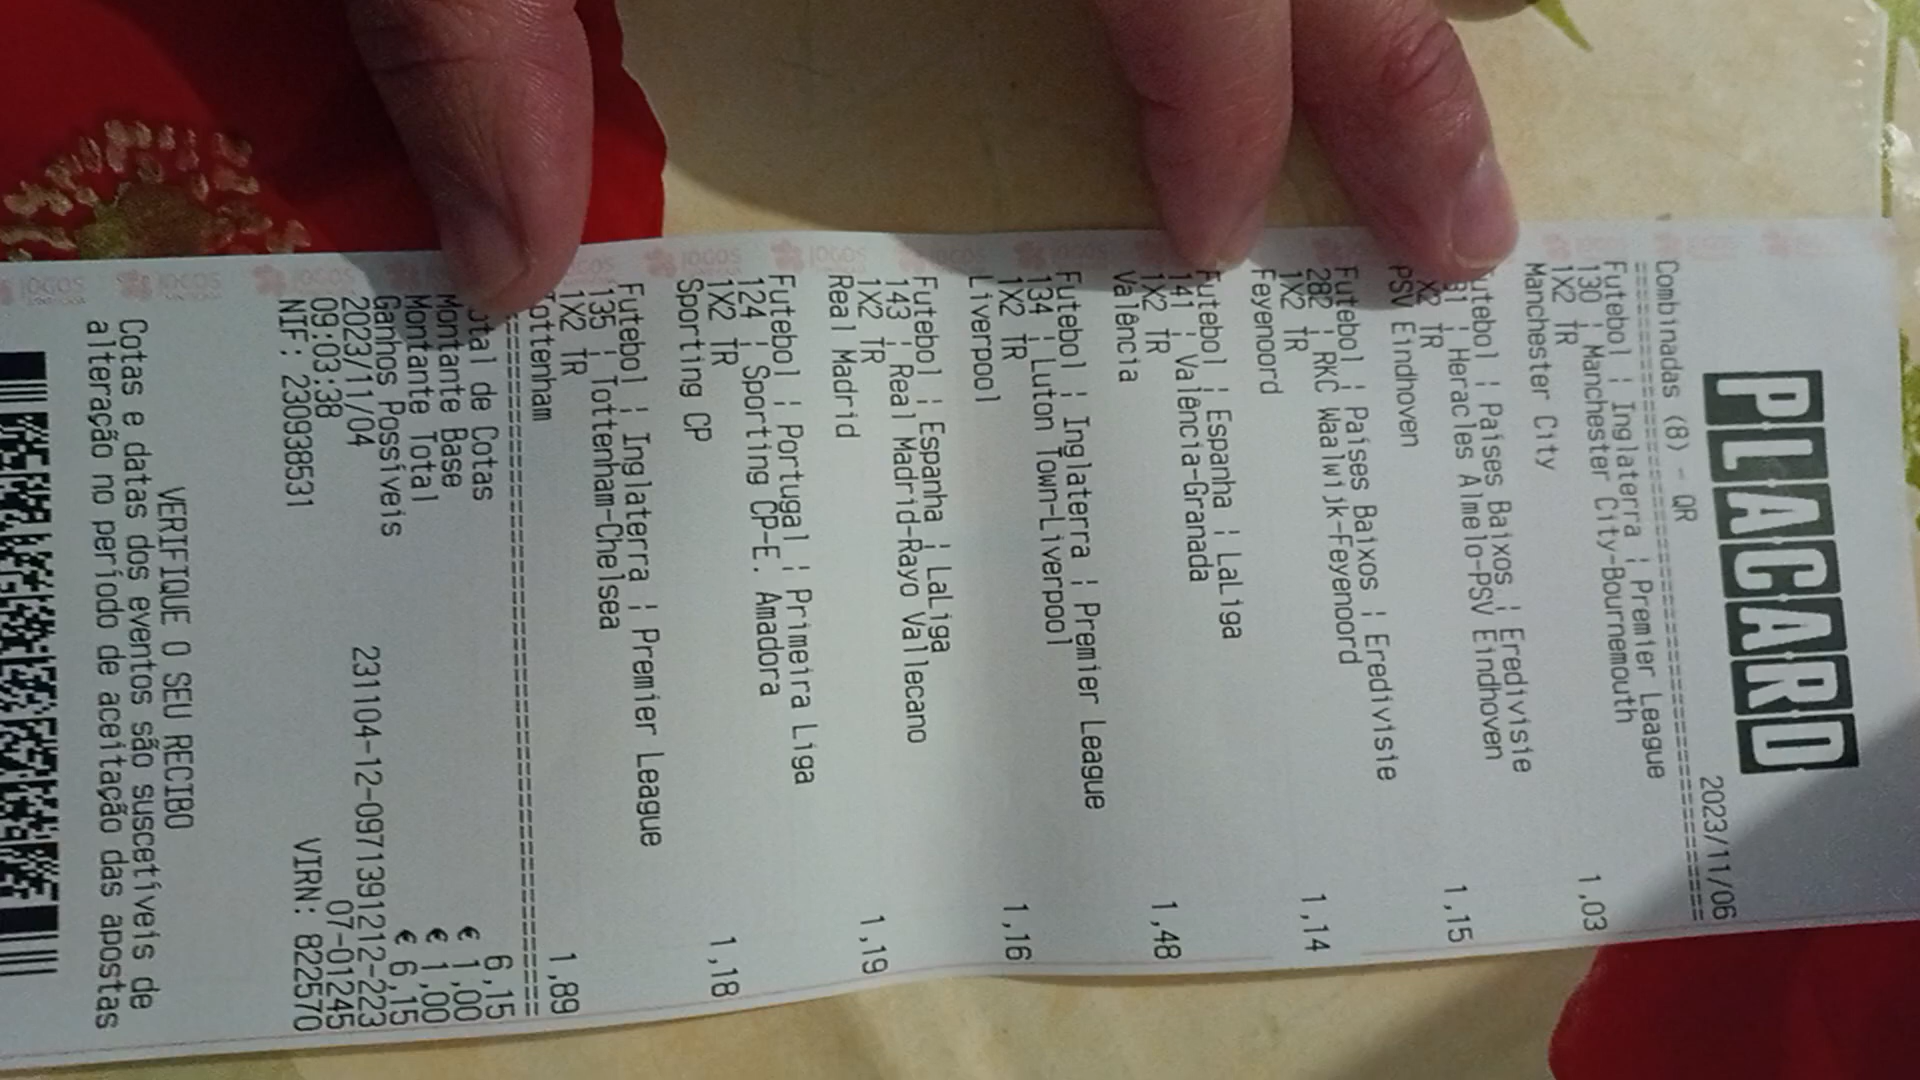 PLACARD
2023/11/06
Combinadas (8) - QR
Futebol | Inglaterra | Premier League
130 | Manchester City-Bournemouth
1X2 TR 1,03
Manchester City
utebol | Países Baixos | Eredivisie
31 | Heracles Almelo-PSV Eindhoven
X2 TR 1,15
PSV Eindhoven
Futebol | Países Baixos | Eredivisie
282 | RKC Waalwijk-Feyenoord
1X2 TR 1,14
Feyenoord
Futebol | Espanha | LaLiga
141 | Valência-Granada
1X2 TR 1,48
Valência
Futebol | Inglaterra | Premier League
134 | Luton Town-Liverpool
1X2 TR 1,16
Liverpool
Futebol | Espanha | LaLiga
143 | Real Madrid-Rayo Vallecano
1X2 TR 1,19
Real Madrid
Futebol | Portugal | Primeira Liga
124 | Sporting CP-E. Amadora
1X2 TR 1,18
Sporting CP
Futebol | Inglaterra | Premier League
135 | Tottenham-Chelsea
1X2 TR 1,89
Tottenham
otal de Cotas 6,15
Montante Base € 1,00
Montante Total € 1,00
Ganhos Possíveis € 6,15
2023/11/04 231104-12-0971391212-223
09:03:38 07-01245
NIF: 230938531 VIRN: 822570
VERIFIQUE O SEU RECIBO
Cotas e datas dos eventos são suscetíveis de
alteração no período de aceitação das apostas